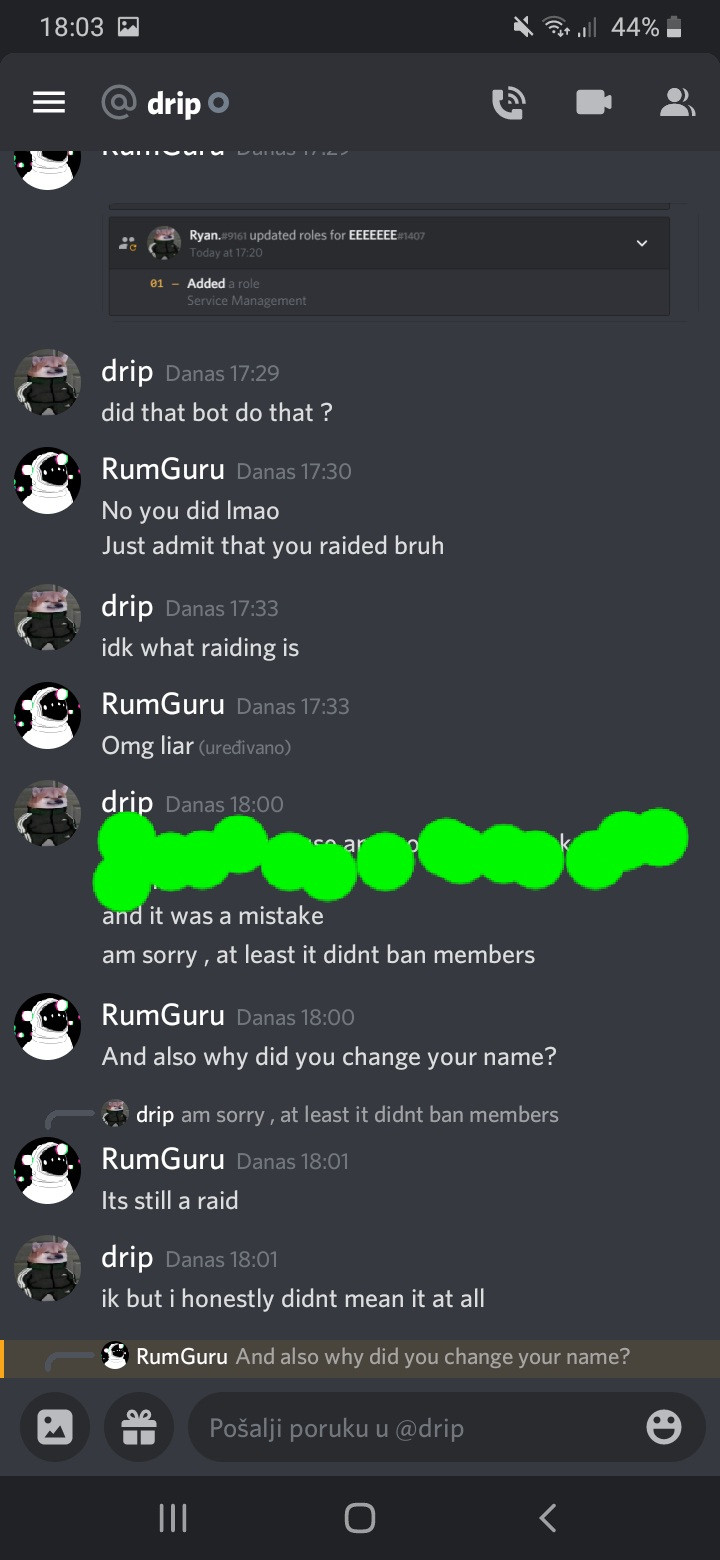 18:03 44%
drip
RumGuru Danas 17:29
Ryan.#9161 updated roles for EEEEEEE#1407
Today at 17:20
01 – Added a role
Service Management
drip Danas 17:29
did that bot do that ?
RumGuru Danas 17:30
No you did lmao
Just admit that you raided bruh
drip Danas 17:33
idk what raiding is
RumGuru Danas 17:33
Omg liar (uređivano)
drip Danas 18:00
and it was a mistake
am sorry , at least it didnt ban members
RumGuru Danas 18:00
And also why did you change your name?
drip am sorry , at least it didnt ban members
RumGuru Danas 18:01
Its still a raid
drip Danas 18:01
ik but i honestly didnt mean it at all
RumGuru And also why did you change your name?
Pošalji poruku u @drip